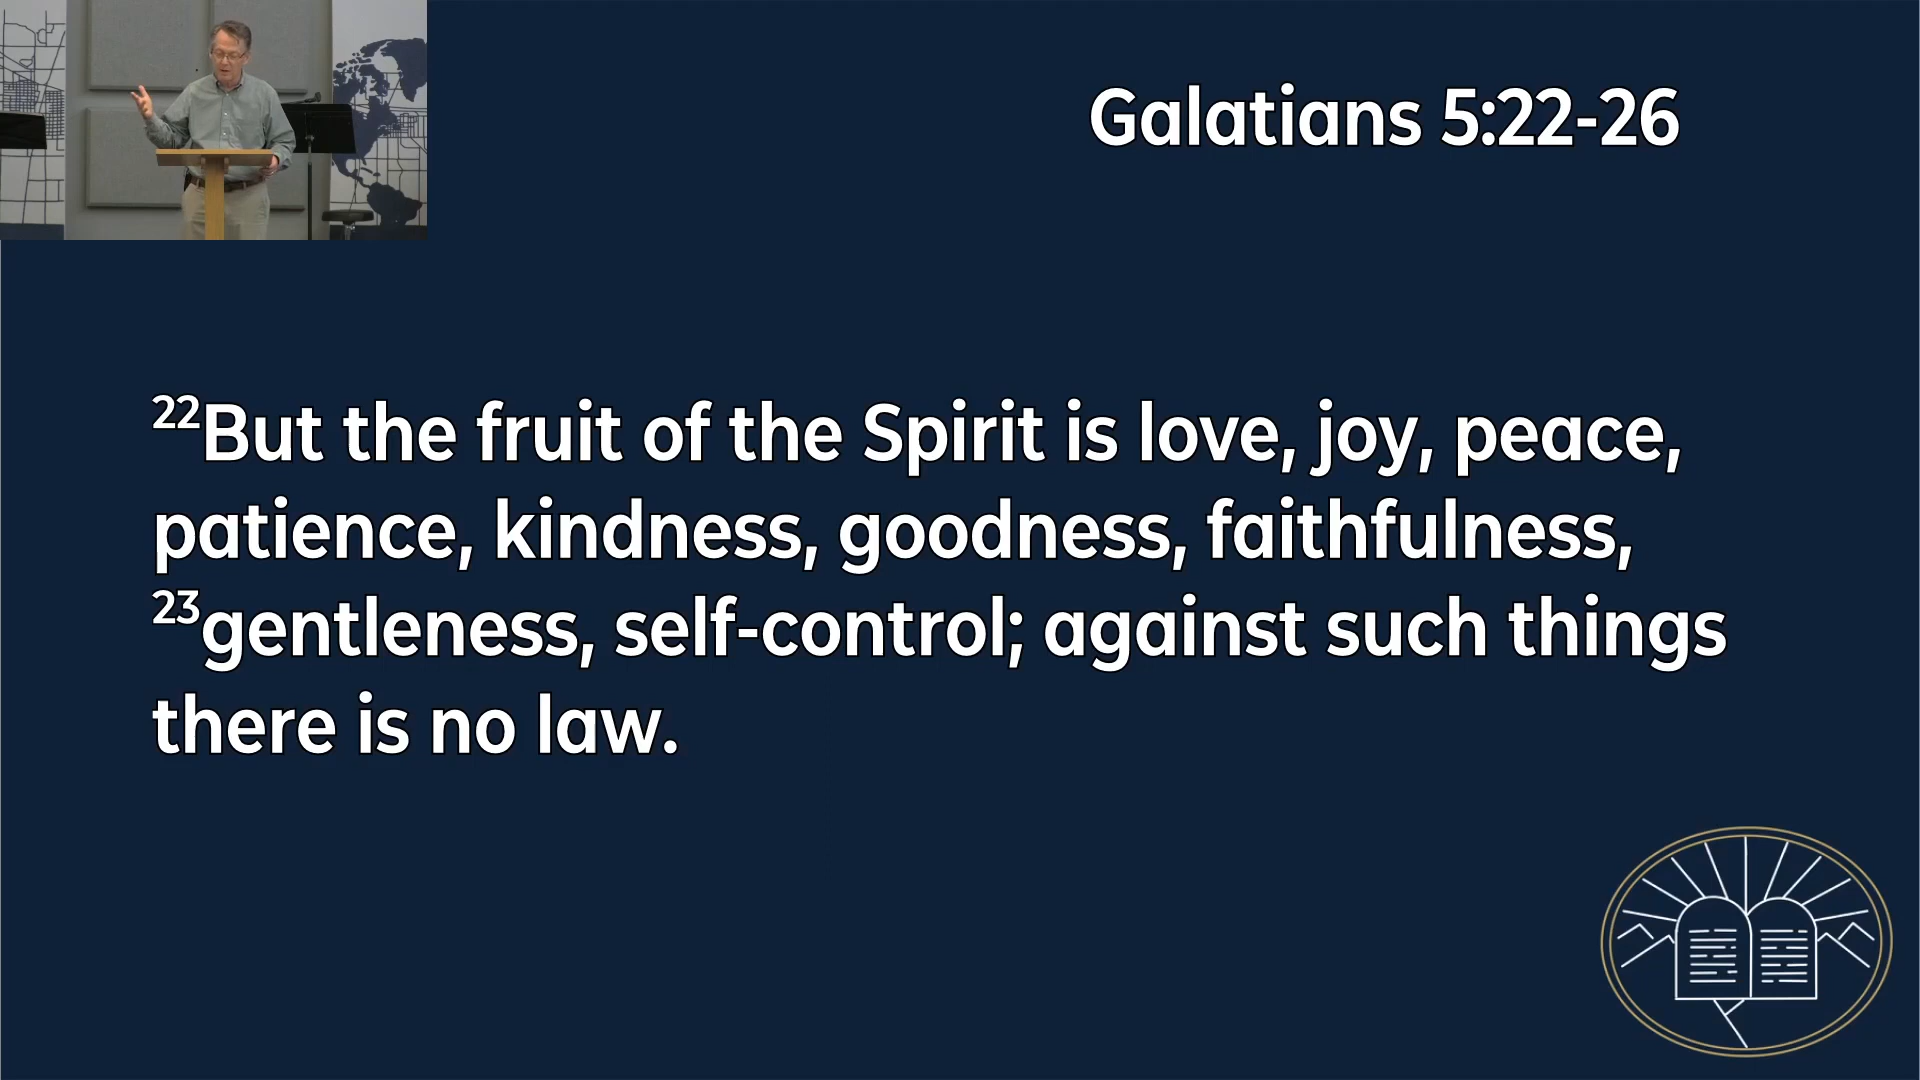 Galatians 5:22-26
22But the fruit of the Spirit is love, joy, peace,
patience, kindness, goodness, faithfulness,
23gentleness, self-control; against such things
there is no law.